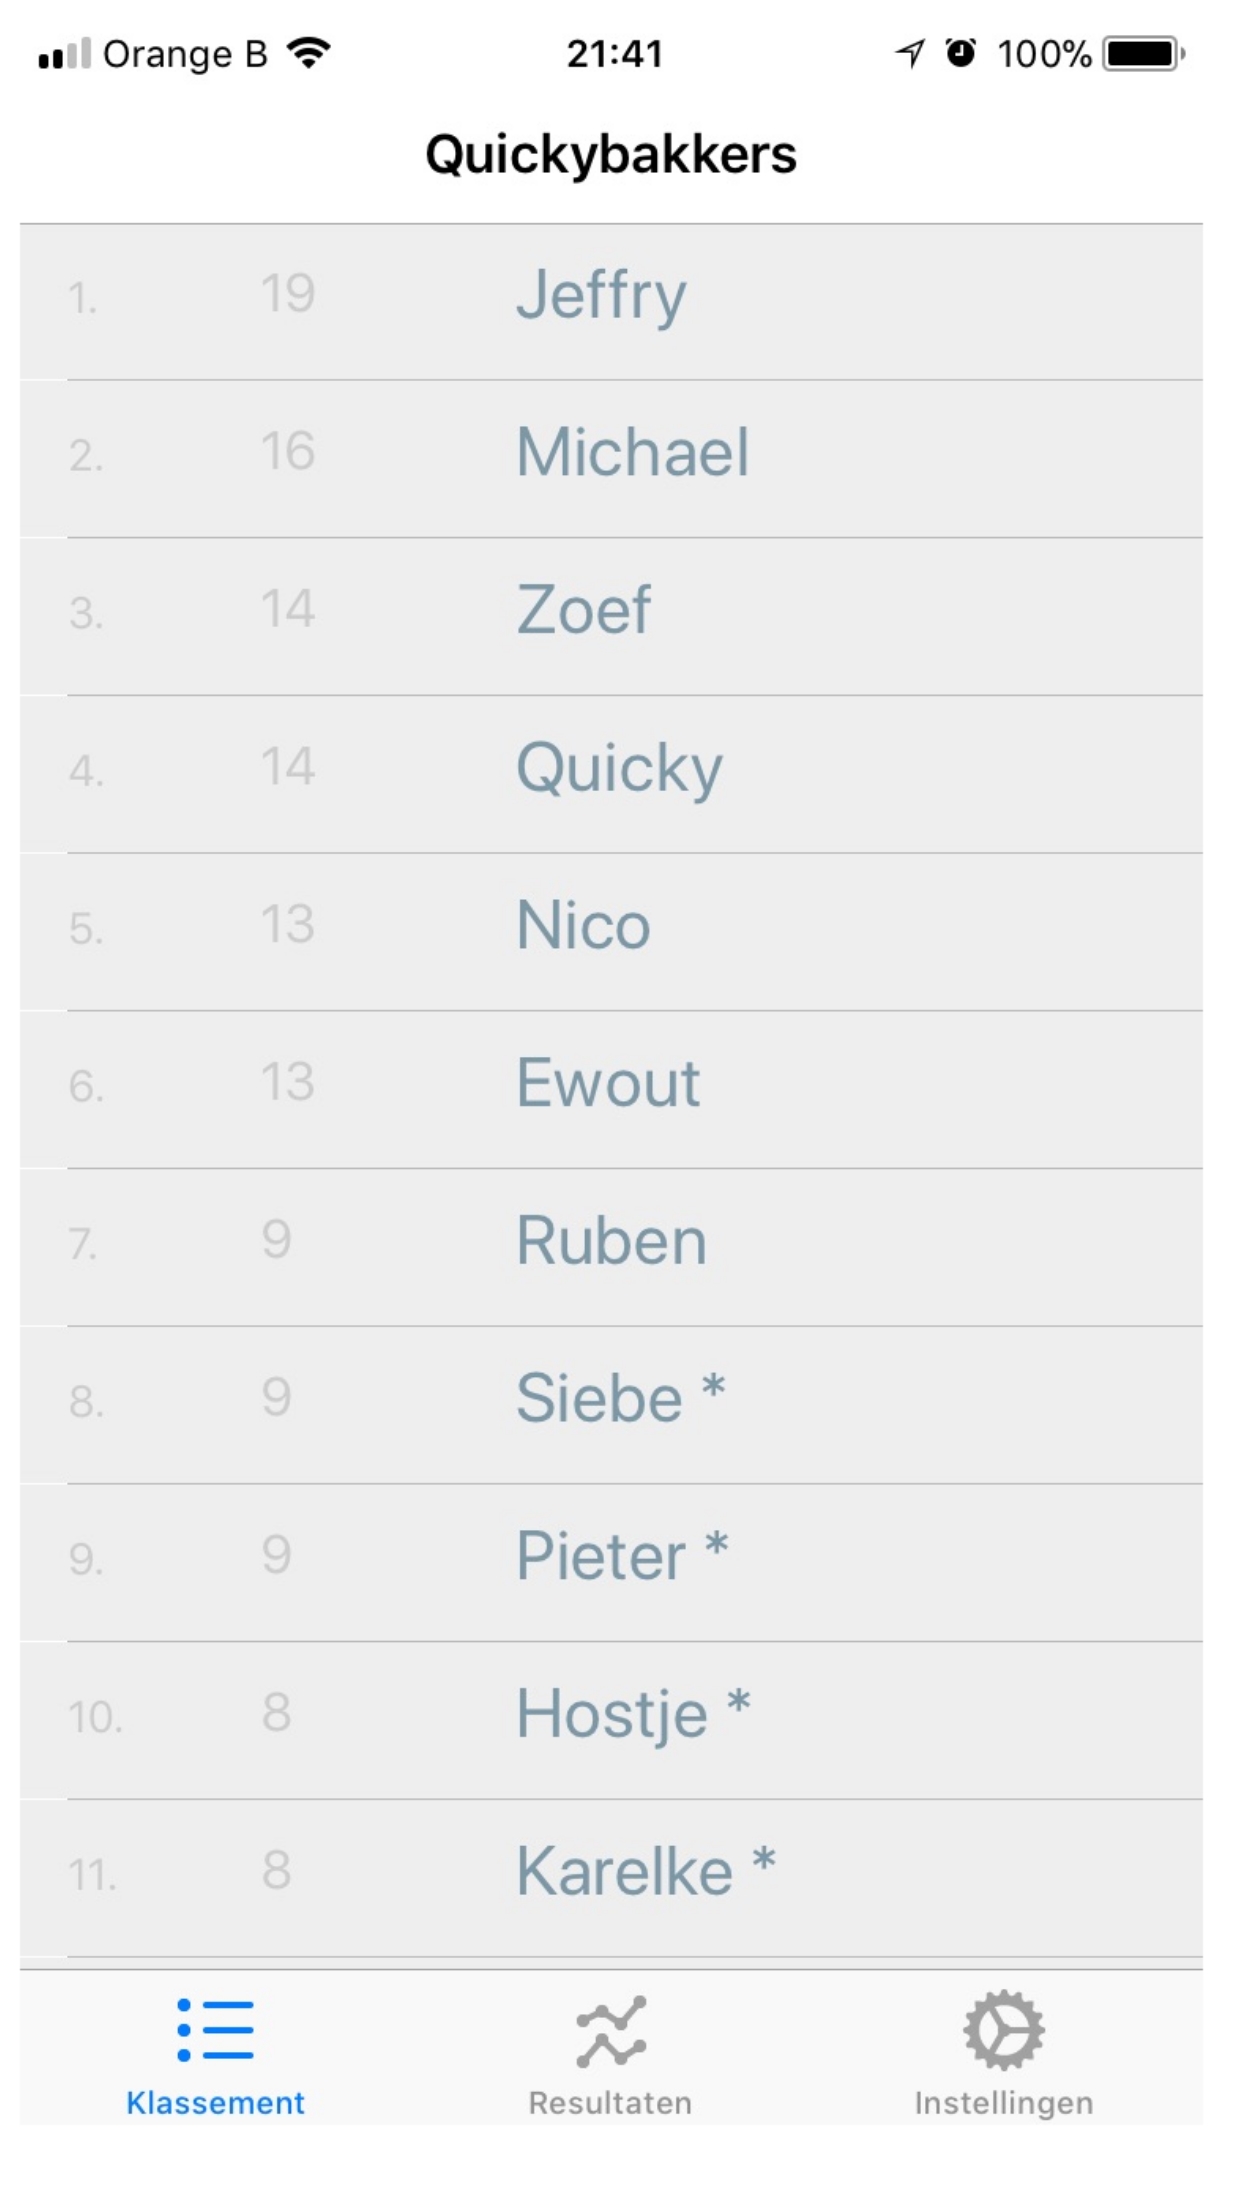 Orange B 21:41 100%
Quickybakkers
1. 19 Jeffry
2. 16 Michael
3. 14 Zoef
4. 14 Quicky
5. 13 Nico
6. 13 Ewout
7. 9 Ruben
8. 9 Siebe *
9. 9 Pieter *
10. 8 Hostje *
11. 8 Karelke *
Klassement Resultaten Instellingen